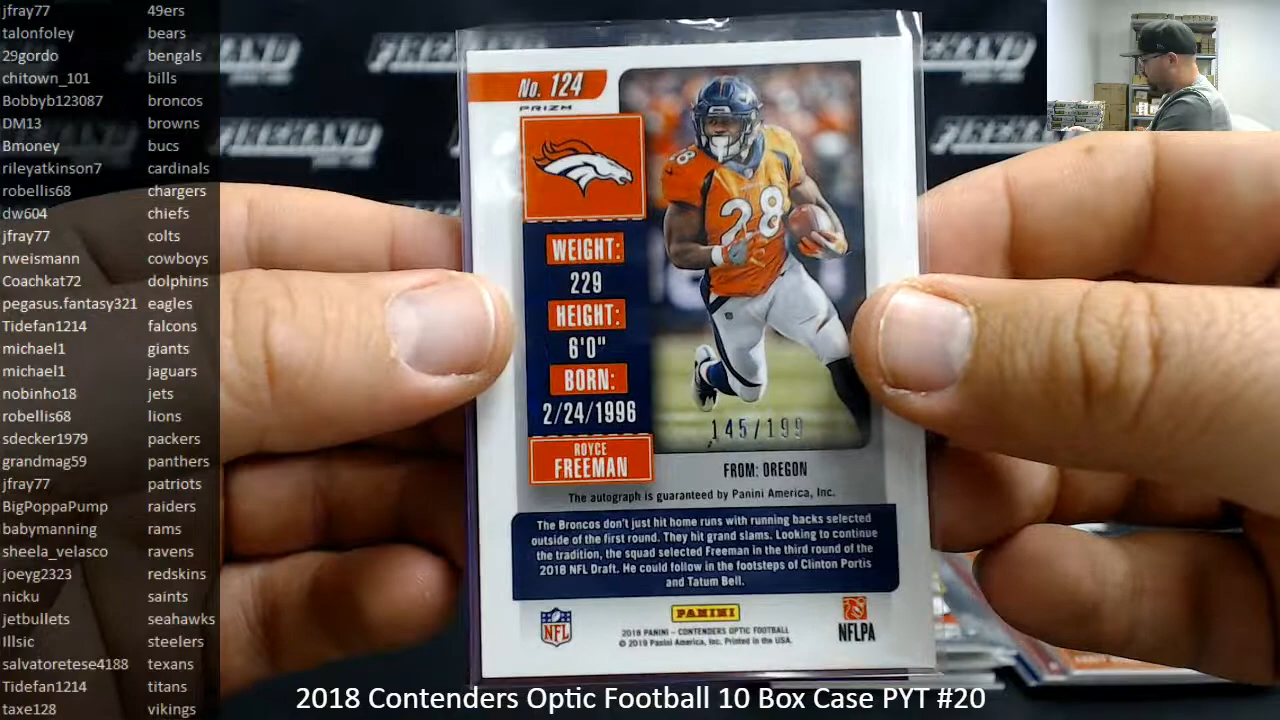 jfray77 49ers
talonfoley bears
29gordo bengals
chitown_101 bills
Bobbyb123087 broncos
DM13 browns
Bmoney bucs
rileyatkinson7 cardinals
robellis68 chargers
dw604 chiefs
jfray77 colts
rweismann cowboys
Coachkat72 dolphins
pegasus.fantasy321 eagles
Tidefan1214 falcons
michael1 giants
michael1 jaguars
nobinho18 jets
robellis68 lions
sdecker1979 packers
grandmag59 panthers
jfray77 patriots
BigPoppaPump raiders
babymanning rams
sheela_velasco ravens
joeyg2323 redskins
nicku saints
jetbullets seahawks
Illsic steelers
salvatoretese4188 texans
Tidefan1214 titans
taxe128 vikings
No. 124
PRIZM
WEIGHT:
229
HEIGHT:
6'0"
BORN:
2/24/1996
ROYCE
FREEMAN
28
28
145/199
FROM: OREGON
The autograph is guaranteed by Panini America, Inc.
The Broncos don't just hit home runs with running backs selected
outside of the first round. They hit grand slams. Looking to continue
the tradition, the squad selected Freeman in the third round of the
2018 NFL Draft. He could follow in the footsteps of Clinton Portis
and Tatum Bell.
NFL
PANINI
2018 PANINI – CONTENDERS OPTIC FOOTBALL
© 2019 Panini America, Inc. Printed in the USA.
NFLPA
2018 Contenders Optic Football 10 Box Case PYT #20